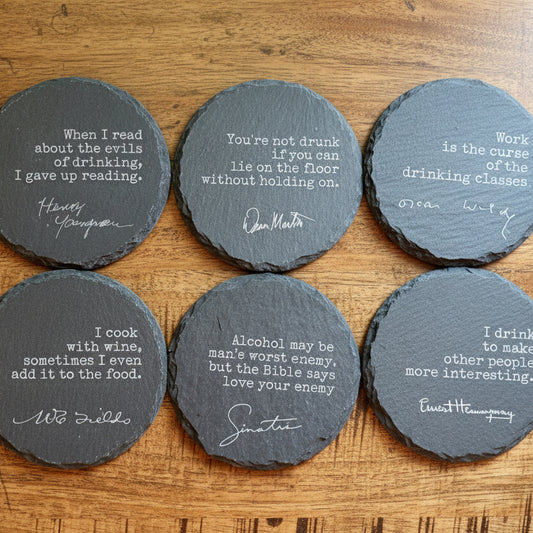 When I read
about the evils
of drinking,
I gave up reading.
Henny
Youngman
You're not drunk
if you can
lie on the floor
without holding on.
Dean Martin
Work
is the curse
of the
drinking classes
Oscar Wilde
I cook
with wine,
sometimes I even
add it to the food.
WC Fields
Alcohol may be
man's worst enemy,
but the Bible says
love your enemy
Sinatra
I drink
to make
other people
more interesting.
Ernest Hemingway